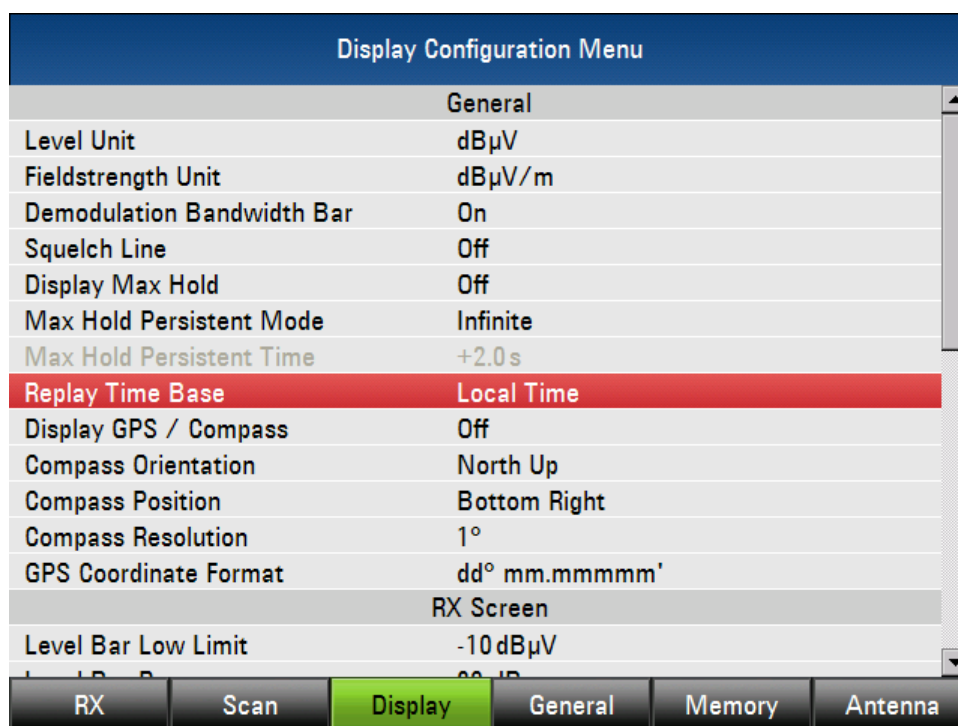 Display Configuration Menu
General
Level Unit dBµV
Fieldstrength Unit dBµV/m
Demodulation Bandwidth Bar On
Squelch Line Off
Display Max Hold Off
Max Hold Persistent Mode Infinite
Max Hold Persistent Time +2.0 s
Replay Time Base Local Time
Display GPS / Compass Off
Compass Orientation North Up
Compass Position Bottom Right
Compass Resolution 1°
GPS Coordinate Format dd° mm.mmmmm'
RX Screen
Level Bar Low Limit -10 dBµV
RX Scan Display General Memory Antenna